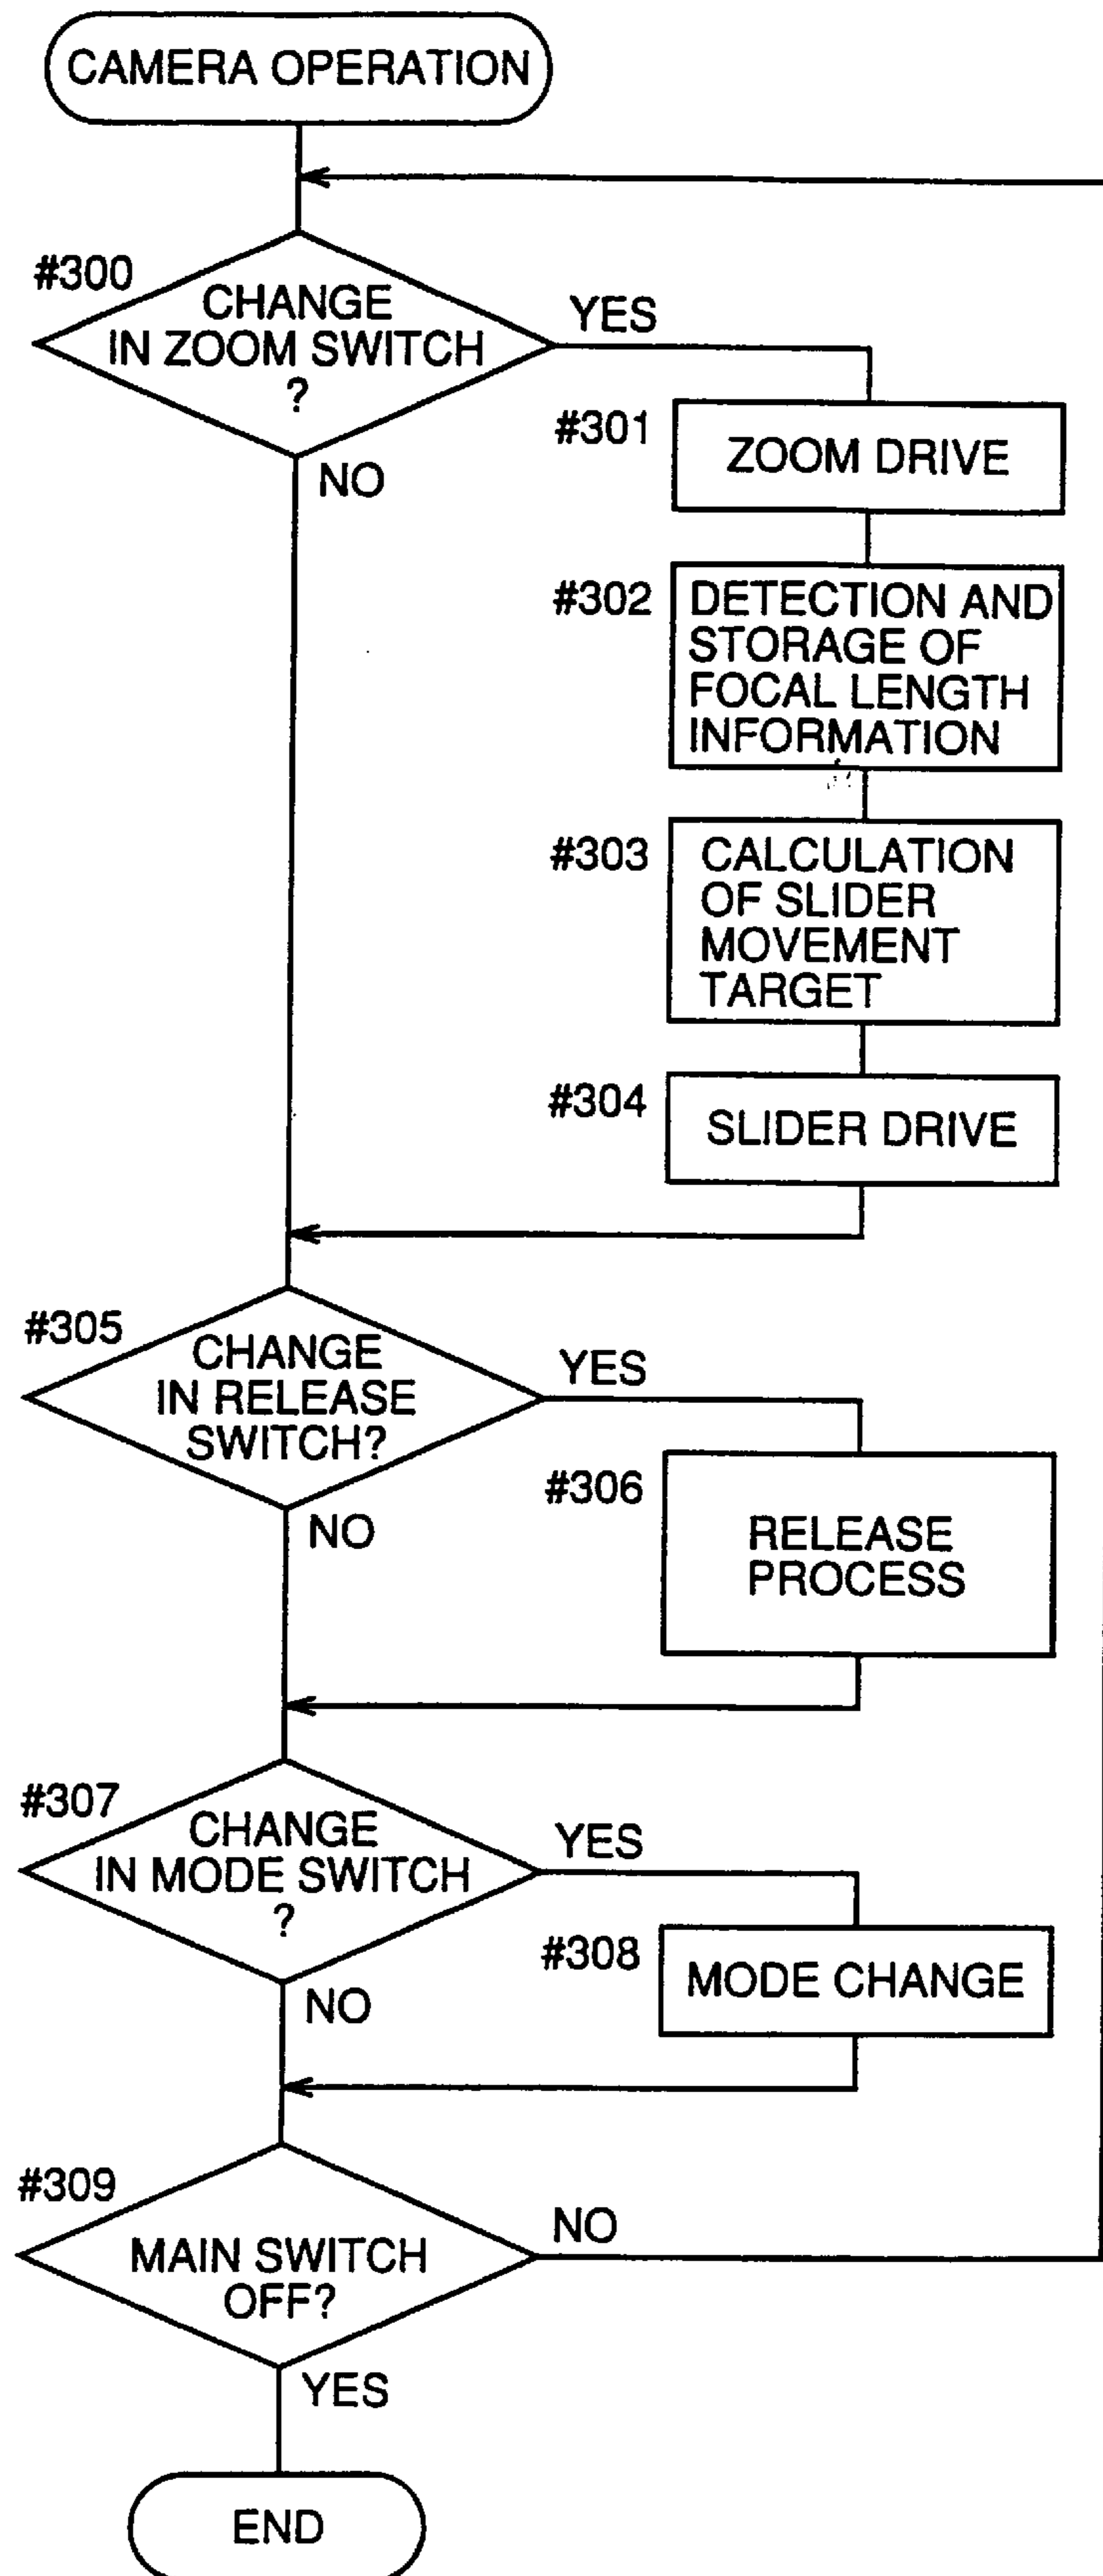 CAMERA OPERATION
#300
CHANGE
IN ZOOM SWITCH
?
YES
NO
#301
ZOOM DRIVE
#302
DETECTION AND
STORAGE OF
FOCAL LENGTH
INFORMATION
#303
CALCULATION
OF SLIDER
MOVEMENT
TARGET
#304
SLIDER DRIVE
#305
CHANGE
IN RELEASE
SWITCH?
YES
NO
#306
RELEASE
PROCESS
#307
CHANGE
IN MODE SWITCH
?
YES
NO
#308
MODE CHANGE
#309
MAIN SWITCH
OFF?
NO
YES
END